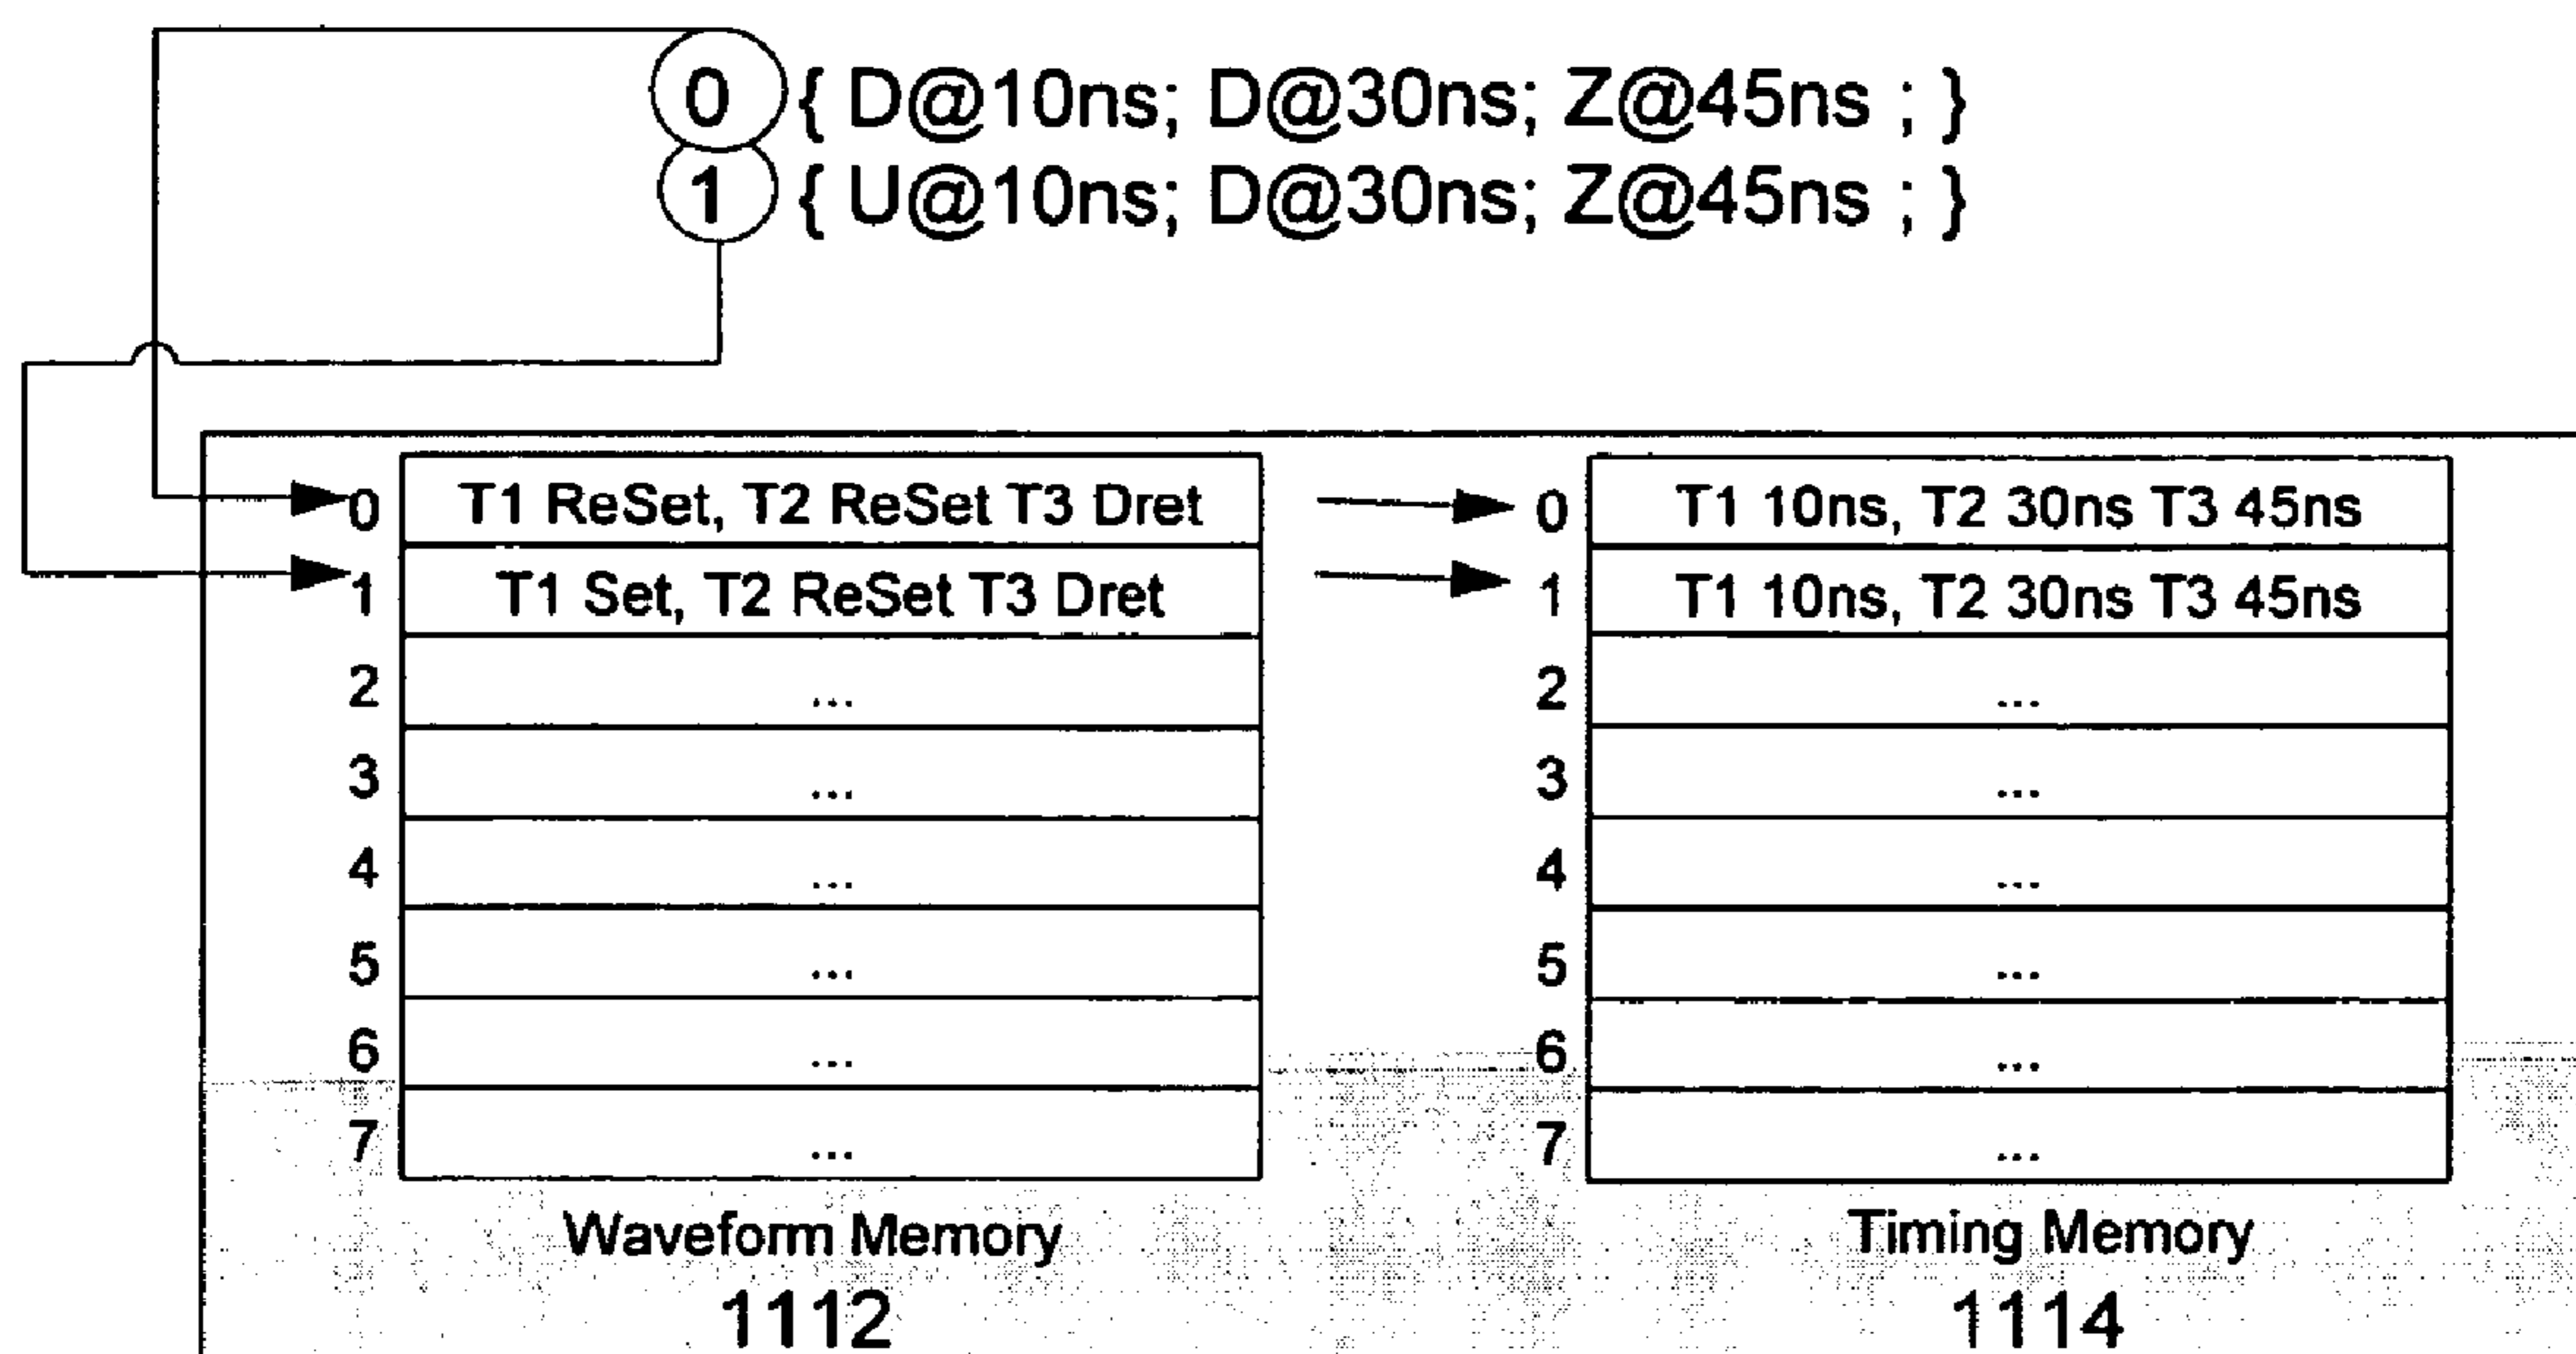 0 { D@10ns; D@30ns; Z@45ns ; }
1 { U@10ns; D@30ns; Z@45ns ; }
0 T1 ReSet, T2 ReSet T3 Dret 0 T1 10ns, T2 30ns T3 45ns
1 T1 Set, T2 ReSet T3 Dret 1 T1 10ns, T2 30ns T3 45ns
2 ... 2 ...
3 ... 3 ...
4 ... 4 ...
5 ... 5 ...
6 ... 6 ...
7 ... 7 ...
Waveform Memory Timing Memory
1112 1114